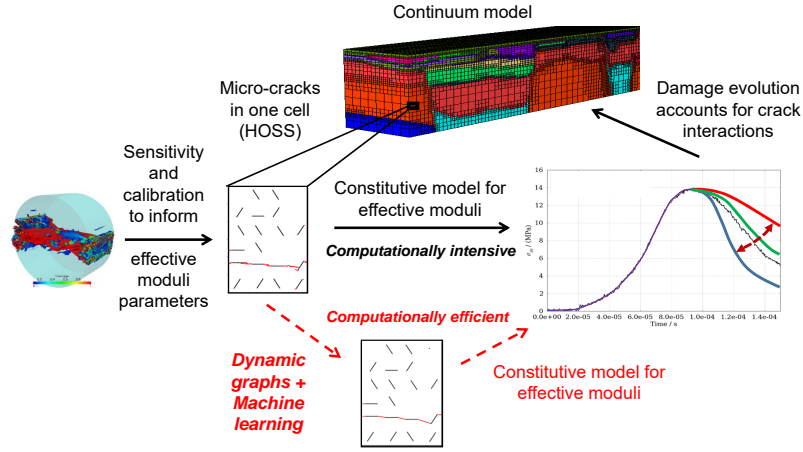 Continuum model
Micro-cracks
in one cell
(HOSS)
Damage evolution
accounts for crack
interactions
Sensitivity
and
calibration
to inform
effective
moduli
parameters
Constitutive model for
effective moduli
Computationally intensive
16
14
12
10
8
6
4
2
0
/ (MPa)
0.0e+00 2.0e-05 4.0e-05 6.0e-05 8.0e-05 1.0e-04 1.2e-04 1.4e-04
Time / s
Computationally efficient
Dynamic
graphs +
Machine
learning
Constitutive model for
effective moduli